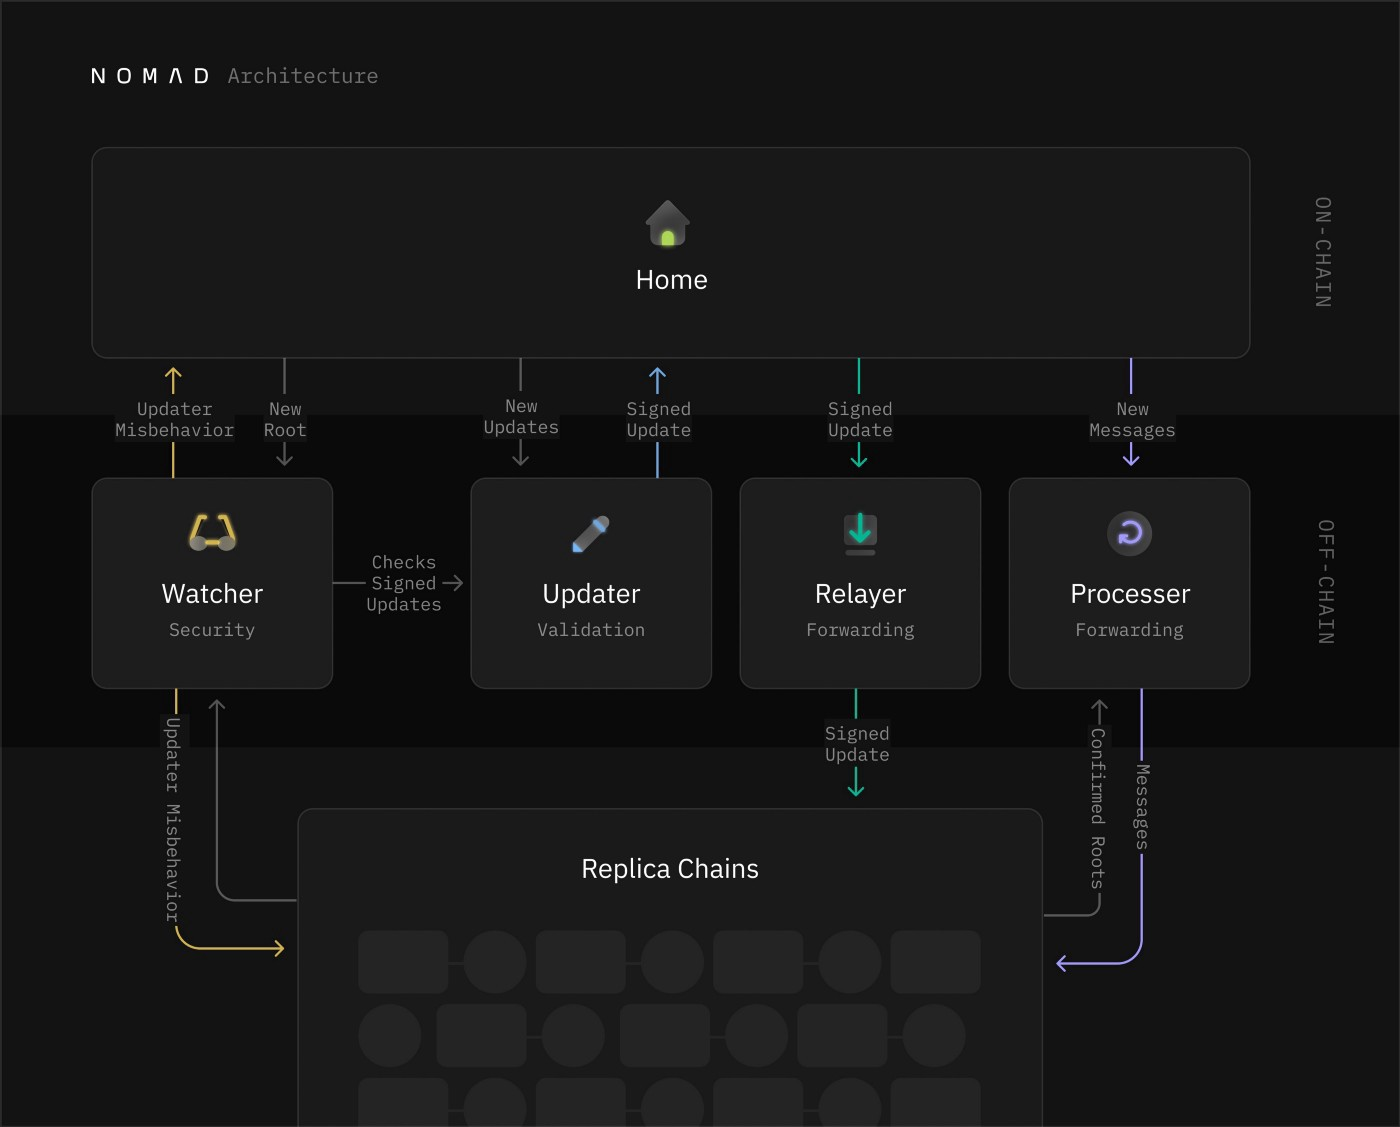 NOMAD Architecture
Home
ON-CHAIN
Updater
Misbehavior
New
Root
New
Updates
Signed
Update
Signed
Update
New
Messages
Watcher
Security
Checks
Signed
Updates
Updater
Validation
Relayer
Forwarding
Processer
Forwarding
OFF-CHAIN
Updater Misbehavior
Signed
Update
Confirmed Roots
Messages
Replica Chains